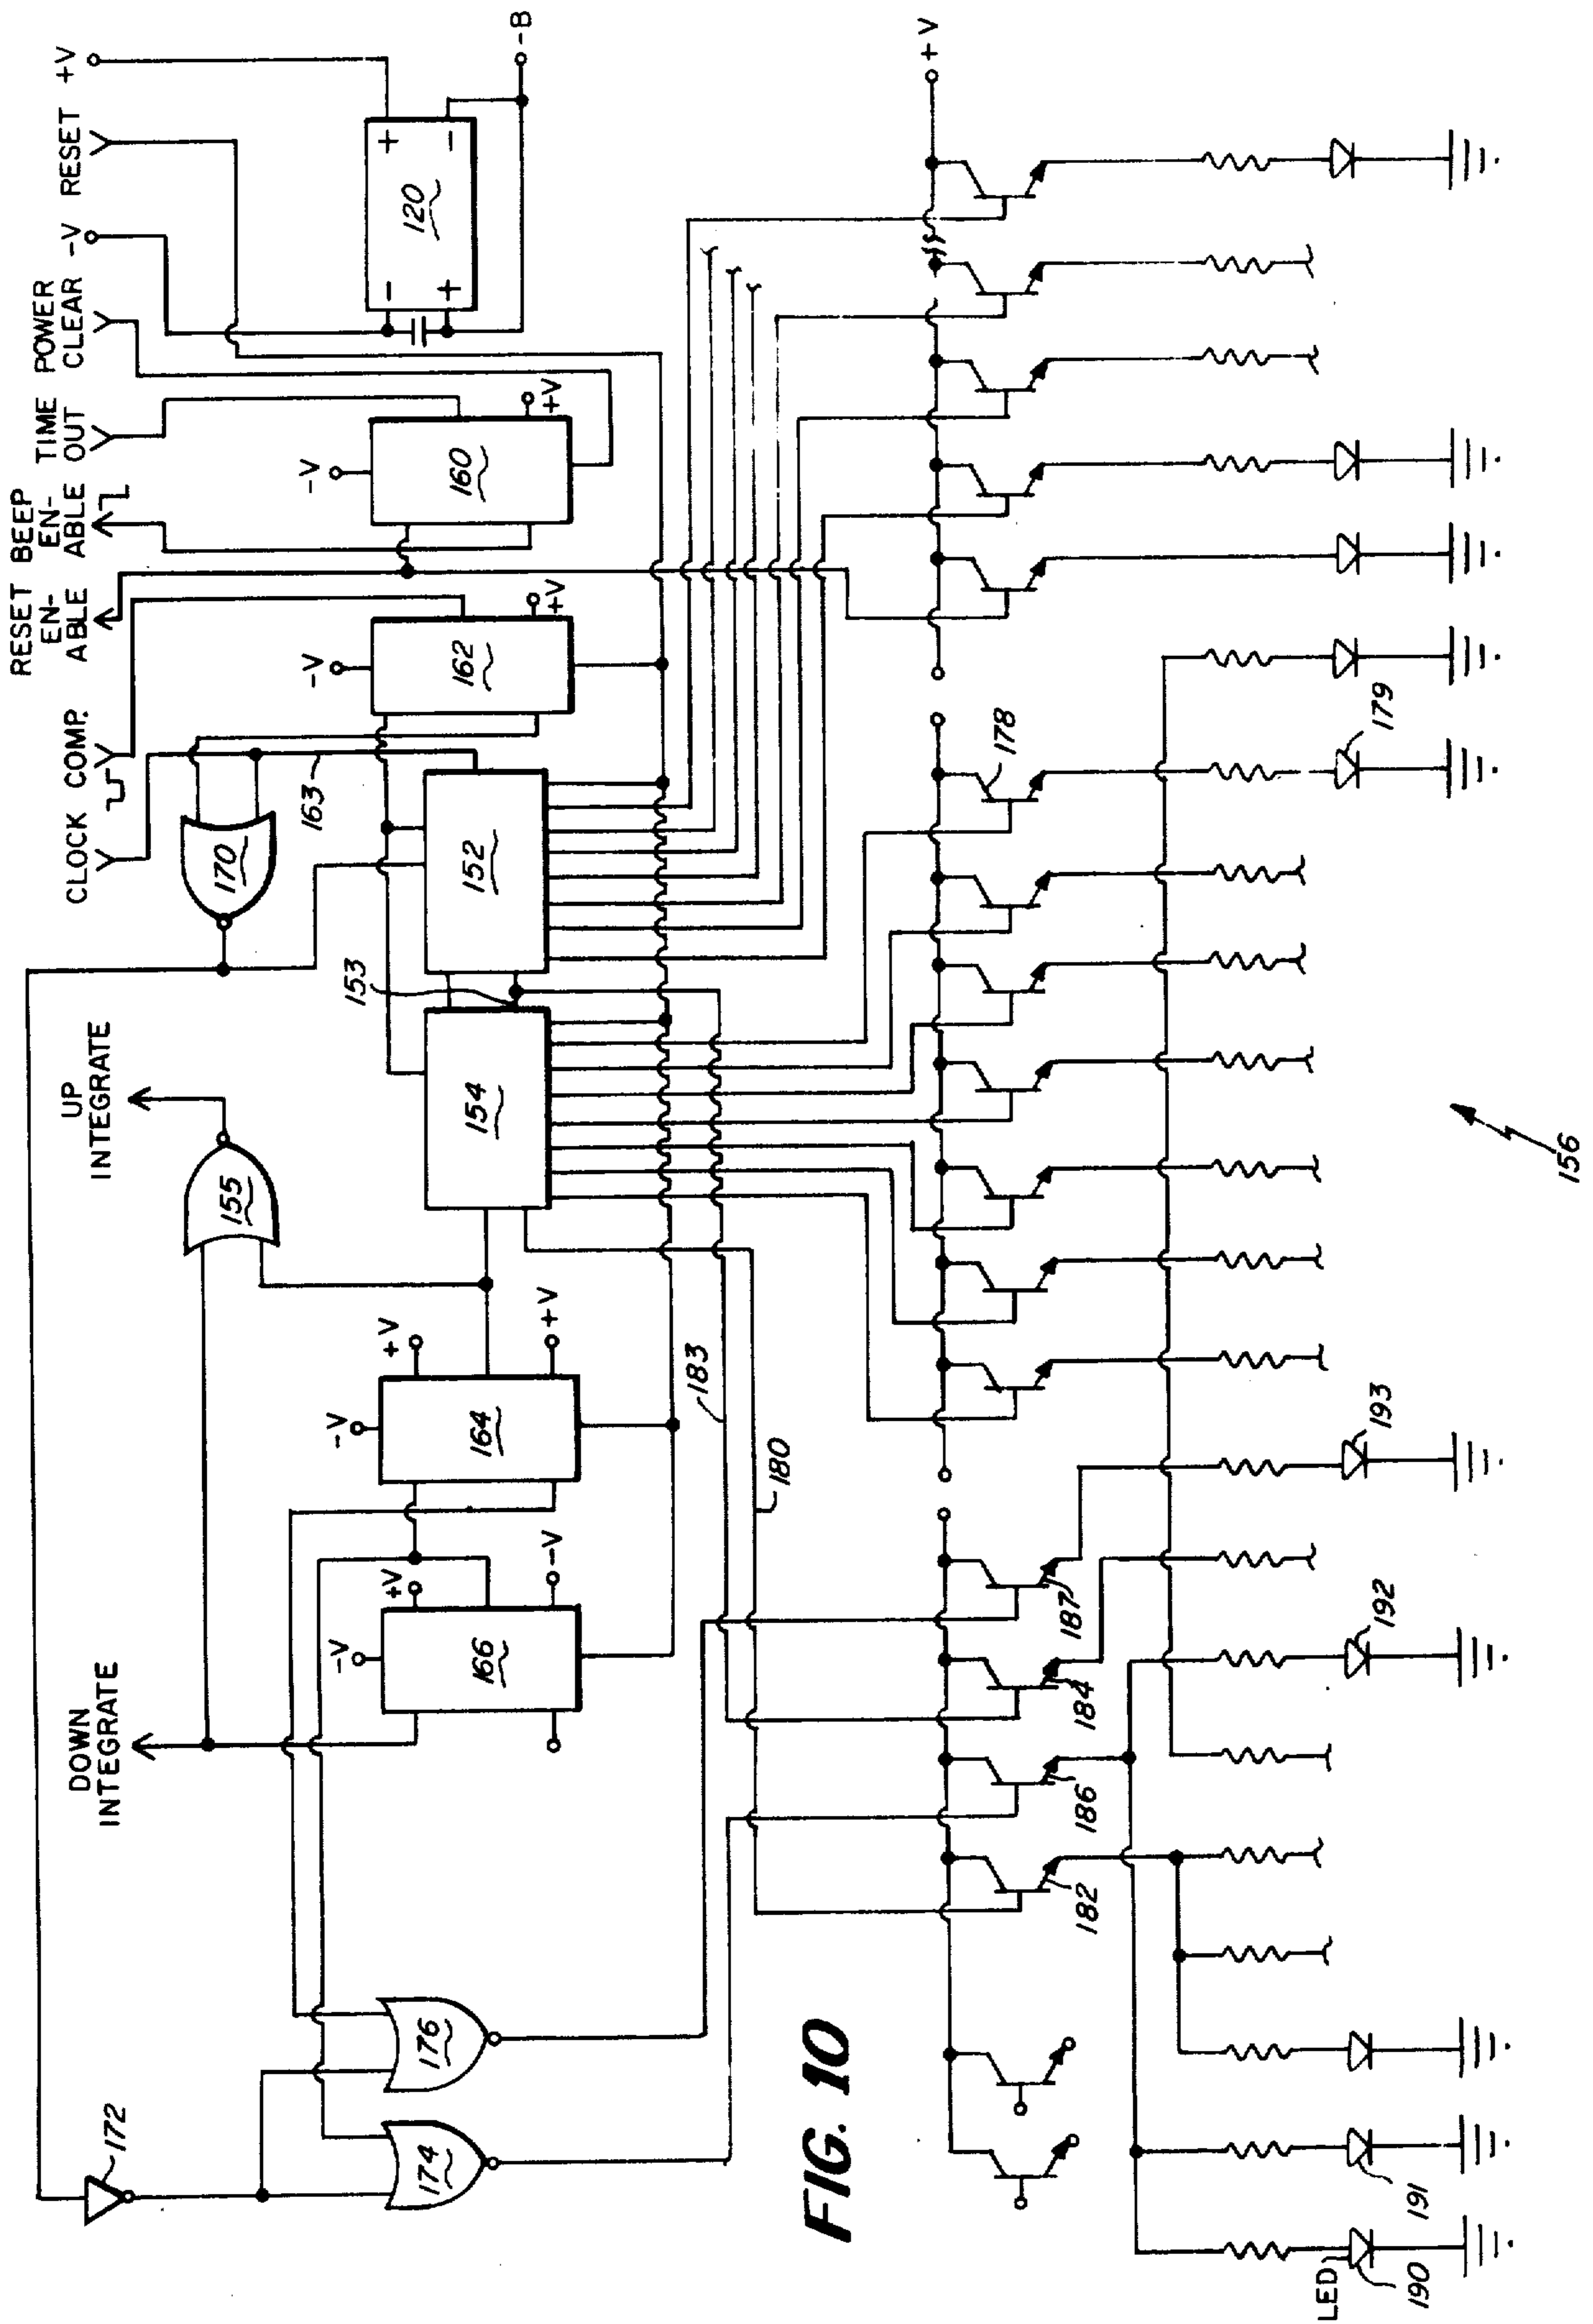 RESET
EN-
ABLE
BEEP
EN-
ABLE
TIME
OUT
POWER
CLEAR
-V
RESET
+V
CLOCK
COMP.
UP
INTEGRATE
DOWN
INTEGRATE
120
-
+
+
-
-B
160
-V
+V
162
-V
+V
163
170
152
153
154
155
164
-V
+V
+V
166
-V
+V
-V
172
174
176
180
183
+V
178
179
182
186
184
187
193
192
191
190
LED
156
FIG. 10